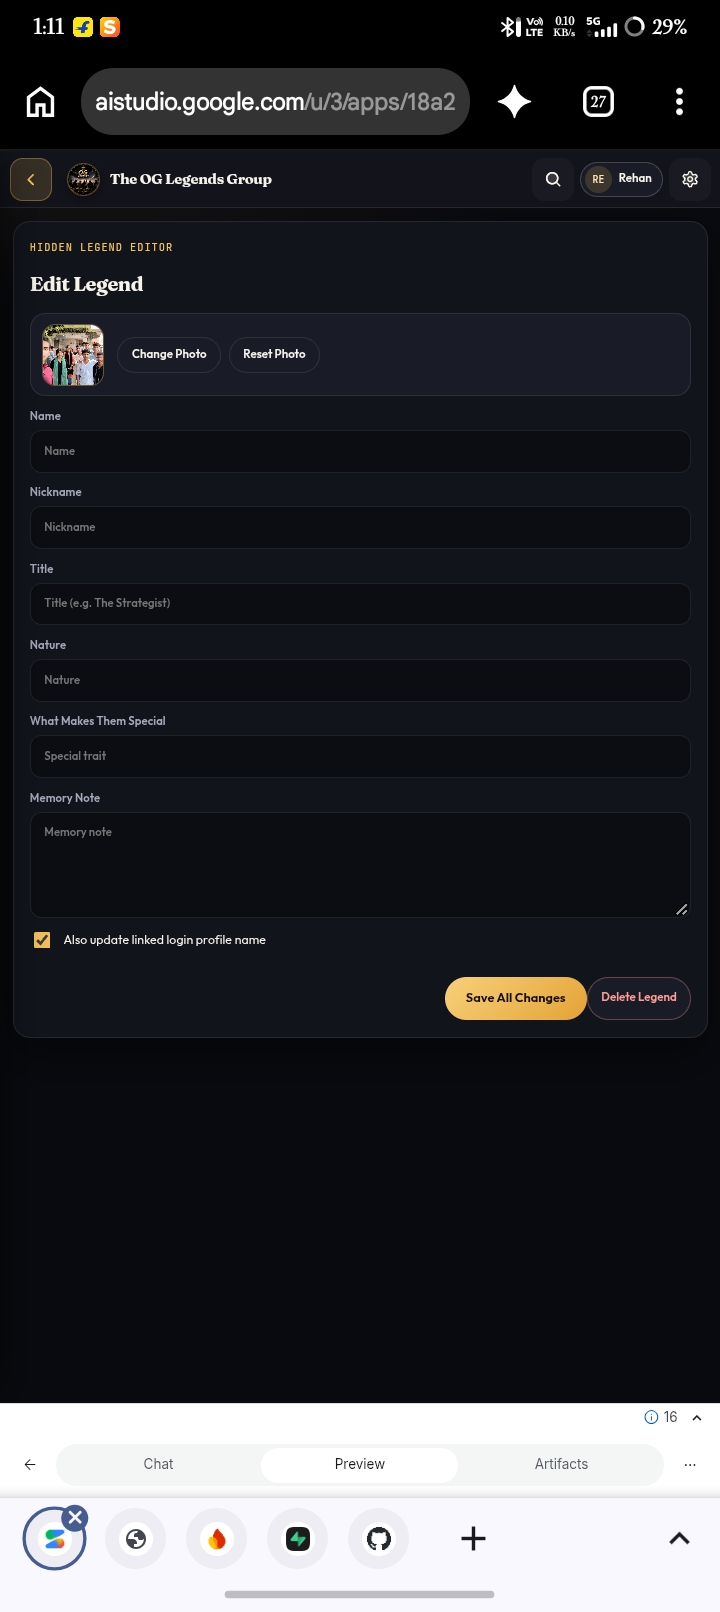 1:11
Vo) LTE 0.10 KB/s 5G 29%
aistudio.google.com/u/3/apps/18a2
27
The OG Legends Group
RE Rehan
HIDDEN LEGEND EDITOR
Edit Legend
Change Photo Reset Photo
Name
Name
Nickname
Nickname
Title
Title (e.g. The Strategist)
Nature
Nature
What Makes Them Special
Special trait
Memory Note
Memory note
Also update linked login profile name
Save All Changes Delete Legend
16
Chat Preview Artifacts